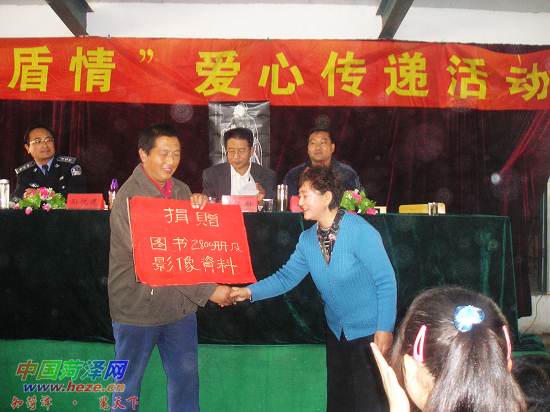 盾情”爱心传递活动
捐赠
图书2800册及
影像资料
中国菏泽网
www.heze.cn
知菏泽·览天下